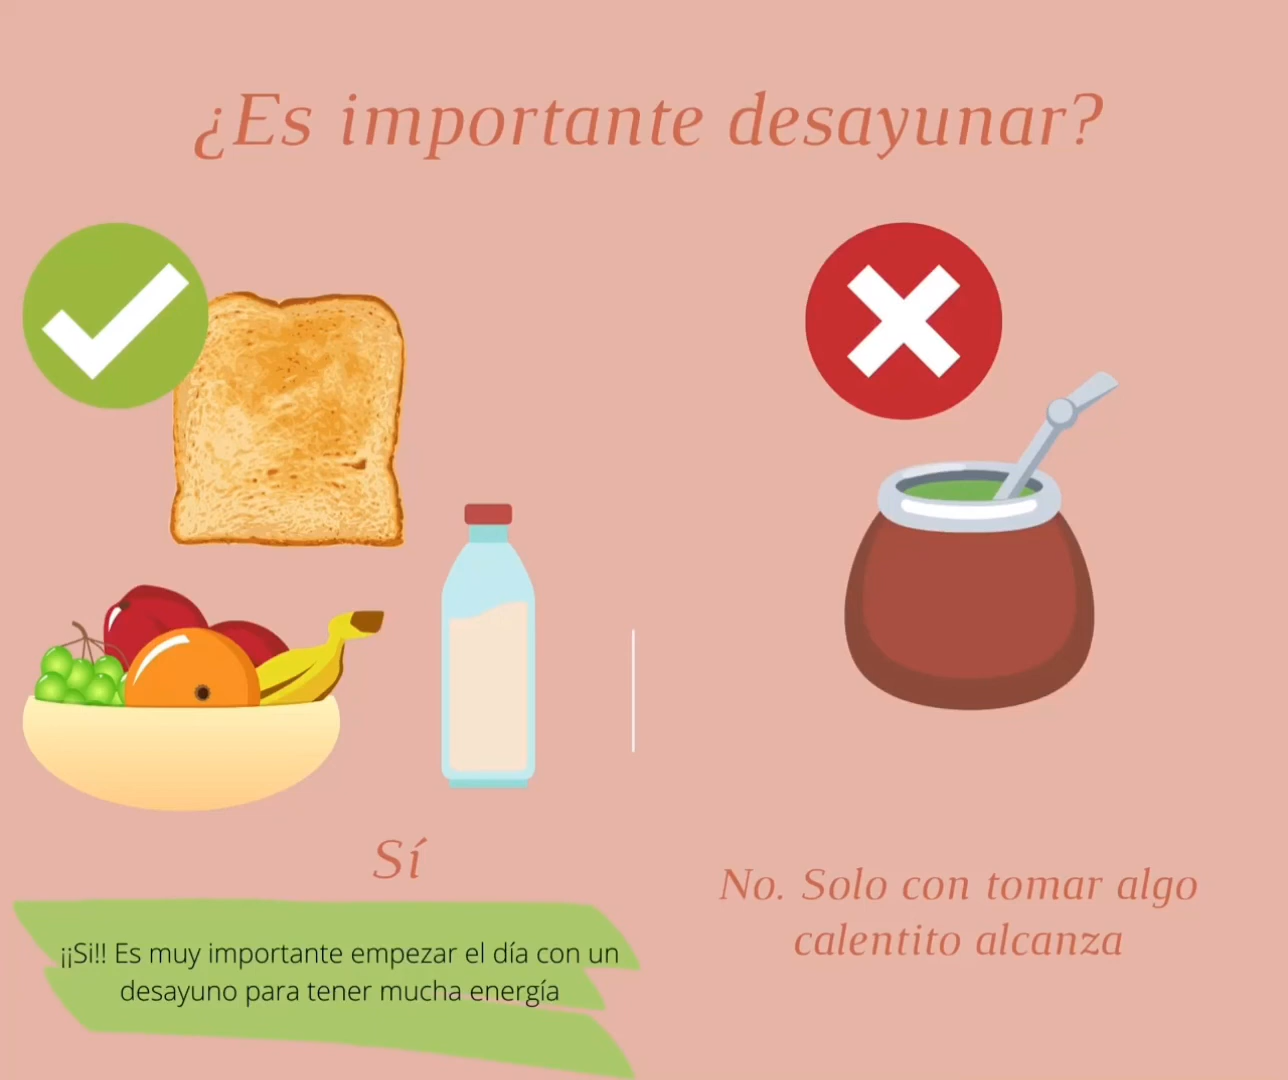 ¿Es importante desayunar?
Sí
¡¡Si!! Es muy importante empezar el día con un
desayuno para tener mucha energía
No. Solo con tomar algo
calentito alcanza